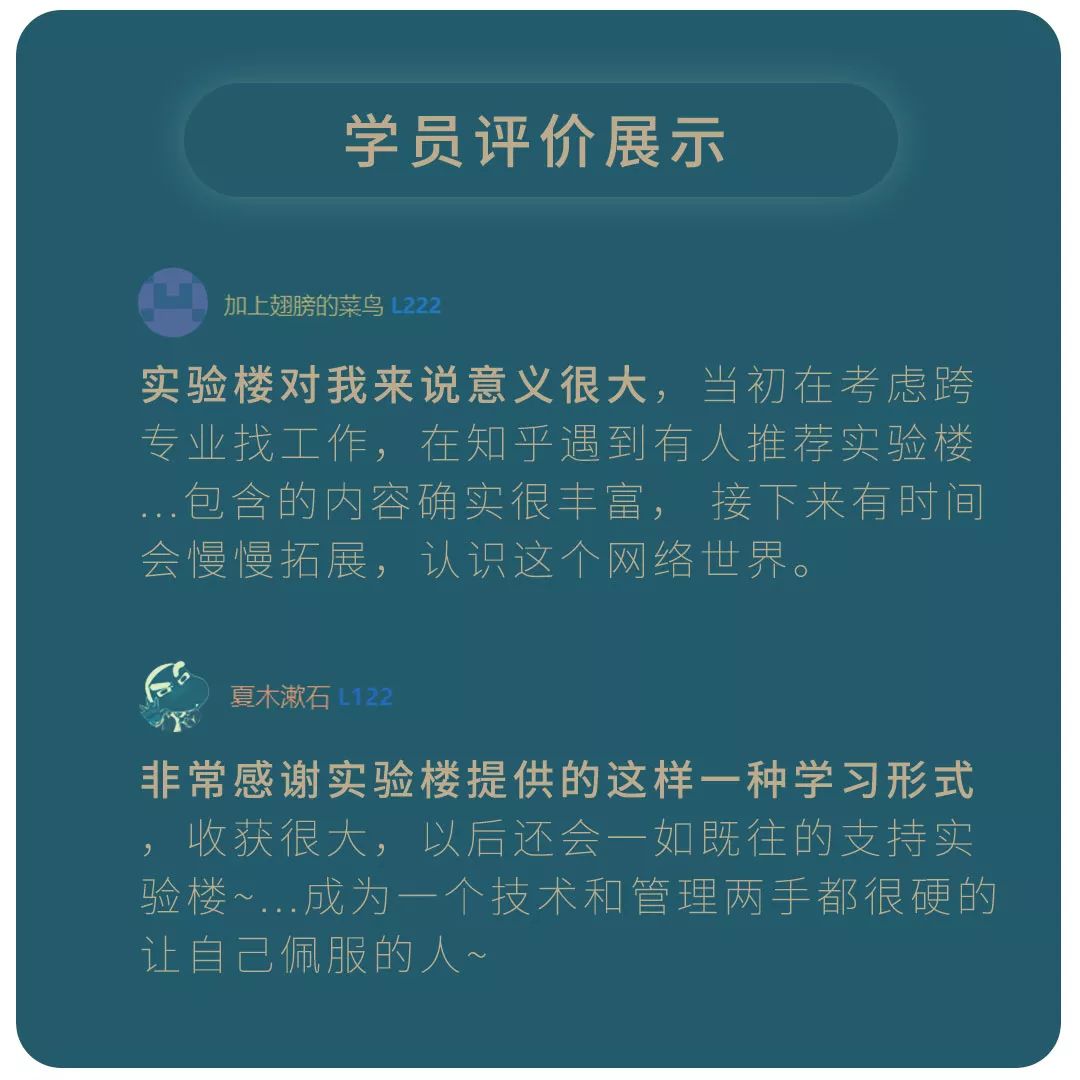 学员评价展示
加上翅膀的菜鸟 L222
实验楼对我来说意义很大，当初在考虑跨
专业找工作，在知乎遇到有人推荐实验楼
...包含的内容确实很丰富， 接下来有时间
会慢慢拓展，认识这个网络世界。
夏木漱石 L122
非常感谢实验楼提供的这样一种学习形式
，收获很大，以后还会一如既往的支持实
验楼~...成为一个技术和管理两手都很硬的
让自己佩服的人~